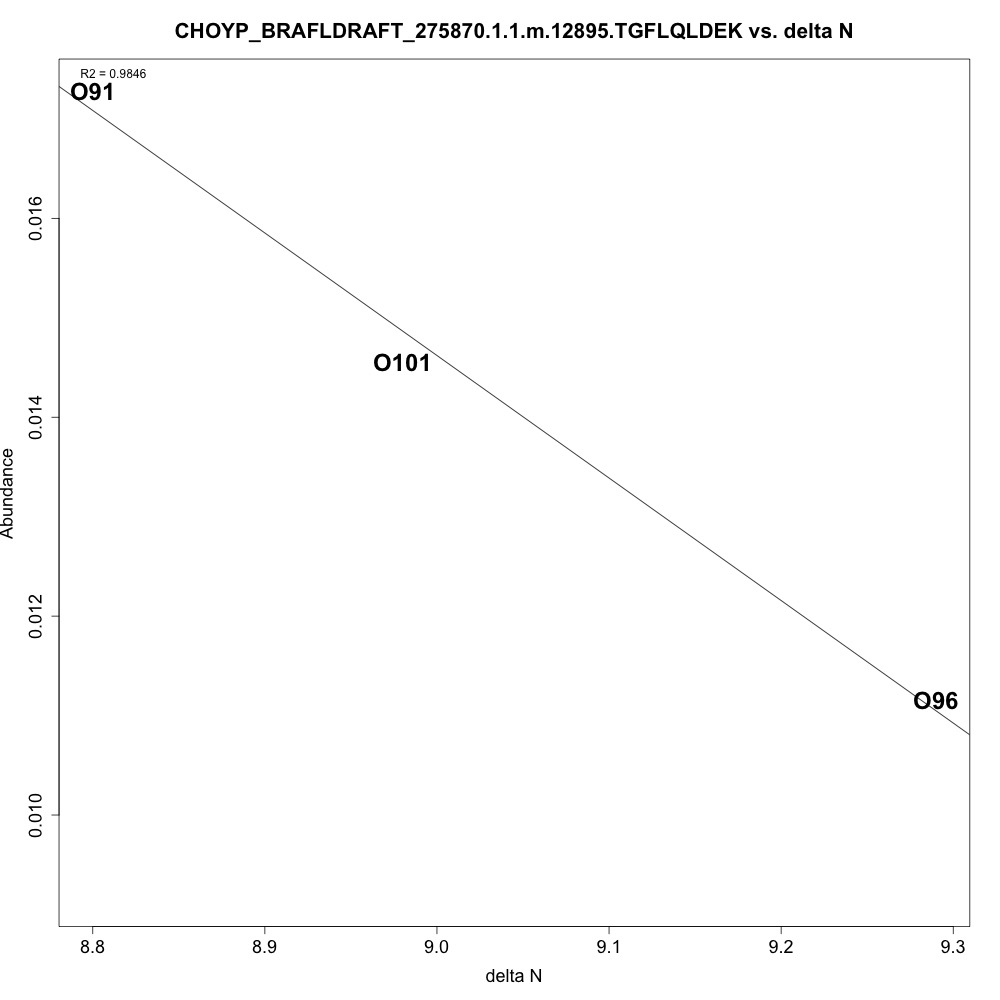 CHOYP_BRAFLDRAFT_275870.1.1.m.12895.TGFLQLDEK vs. delta N
R2 = 0.9846
O91
O101
O96
0.016
0.014
0.012
0.010
Abundance
8.8 8.9 9.0 9.1 9.2 9.3
delta N